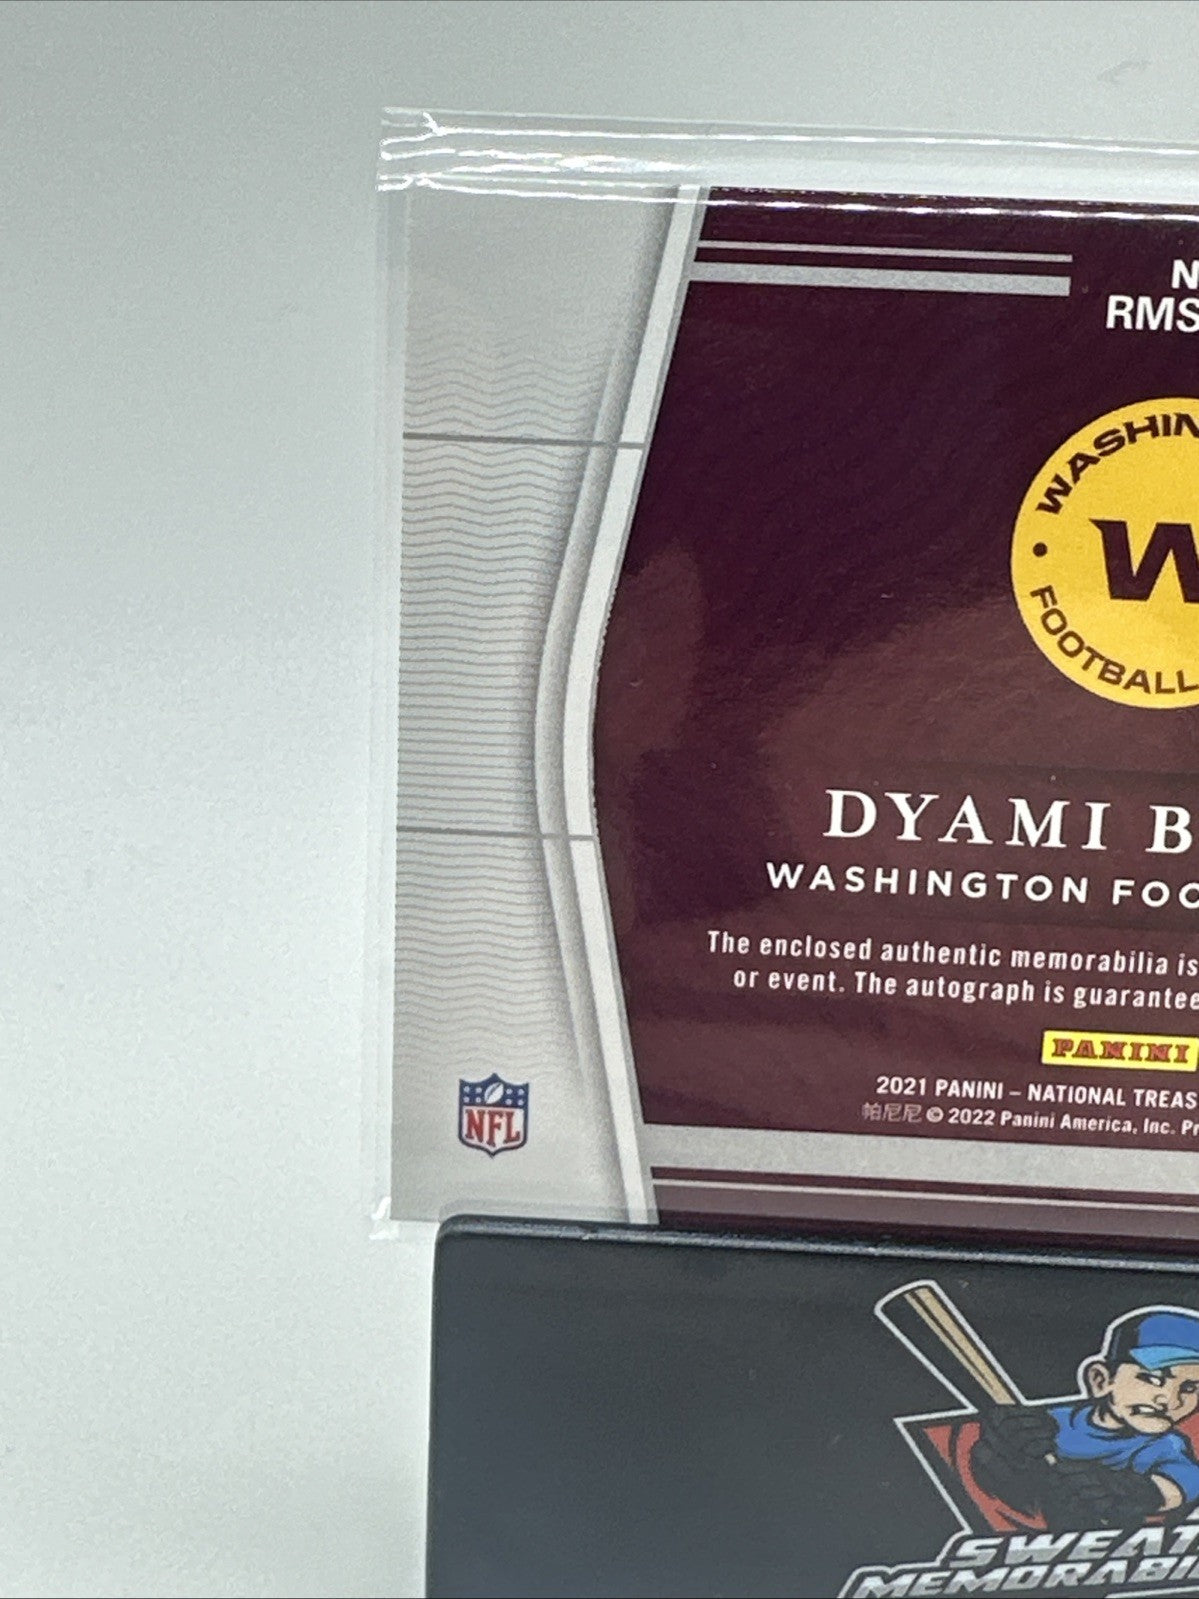 N
RMS
WASHIN
W
FOOTBALL
DYAMI B
WASHINGTON FOO
The enclosed authentic memorabilia is
or event. The autograph is guarantee
PANINI
2021 PANINI – NATIONAL TREAS
帕尼尼 © 2022 Panini America, Inc. Pr
NFL
SWEAT
MEMORABI